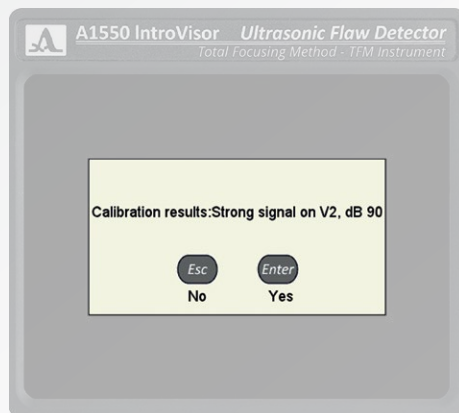 A1550 IntroVisor Ultrasonic Flaw Detector
Total Focusing Method - TFM Instrument
Calibration results:Strong signal on V2, dB 90
Esc Enter
No Yes